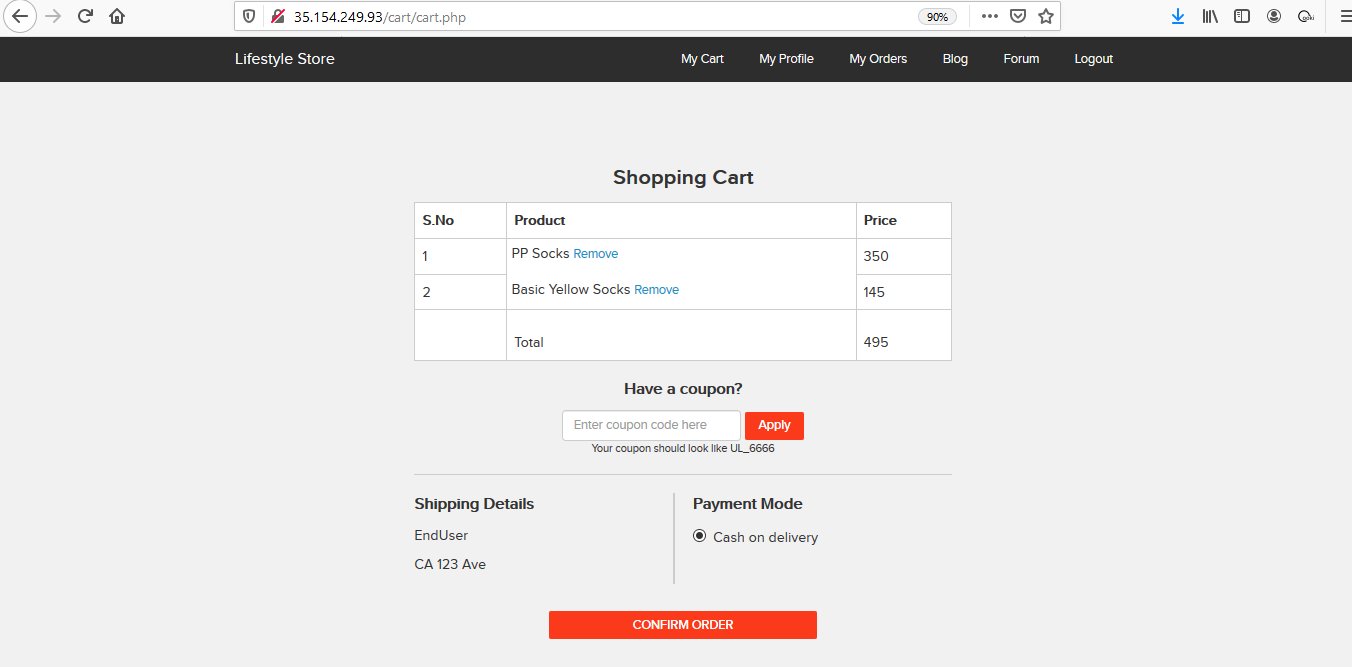 35.154.249.93/cart/cart.php 90%
Lifestyle Store My Cart My Profile My Orders Blog Forum Logout
Shopping Cart
S.No Product Price
1 PP Socks Remove 350
2 Basic Yellow Socks Remove 145
Total 495
Have a coupon?
Enter coupon code here Apply
Your coupon should look like UL_6666
Shipping Details Payment Mode
EndUser Cash on delivery
CA 123 Ave
CONFIRM ORDER